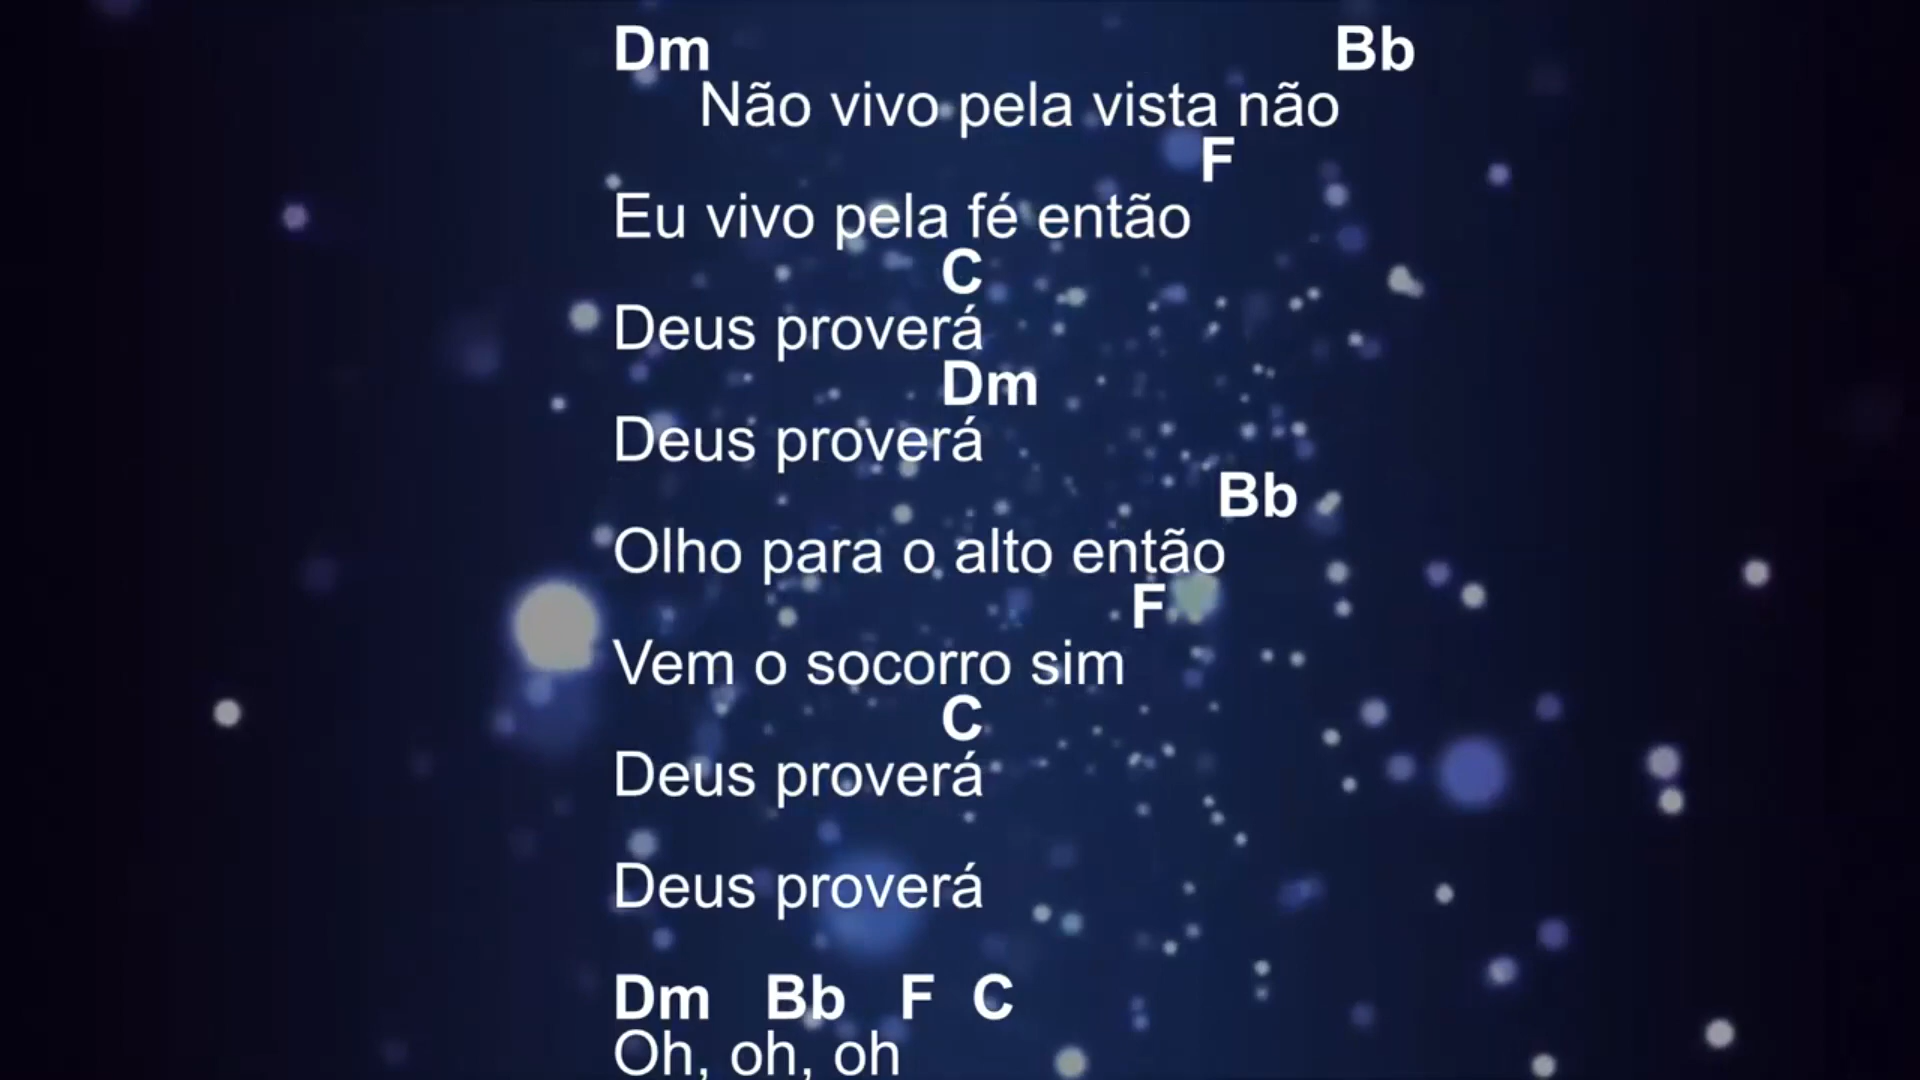 Dm Bb
Não vivo pela vista não
F
Eu vivo pela fé então
C
Deus proverá
Dm
Deus proverá
Bb
Olho para o alto então
F
Vem o socorro sim
C
Deus proverá
Deus proverá
Dm Bb F C
Oh, oh, oh